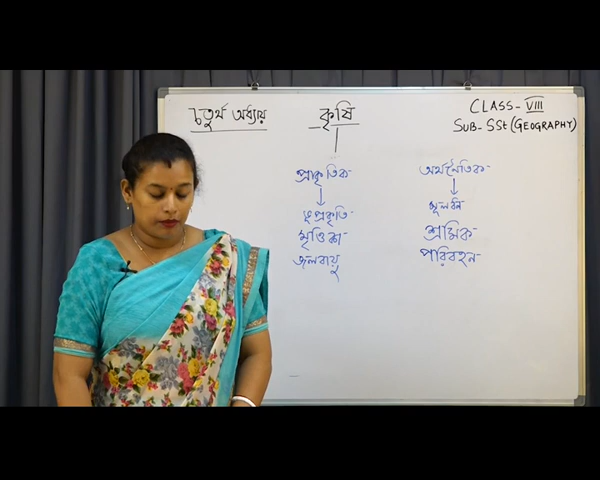 চতুর্থ অধ্যায়
কৃষি
CLASS- VIII
SUB- SSt (GEOGRAPHY)
প্রাকৃতিক
ভূপ্রকৃতি
মৃত্তিকা
জলবায়ু
অর্থনৈতিক
মূলধন
শ্রমিক
পরিবহন